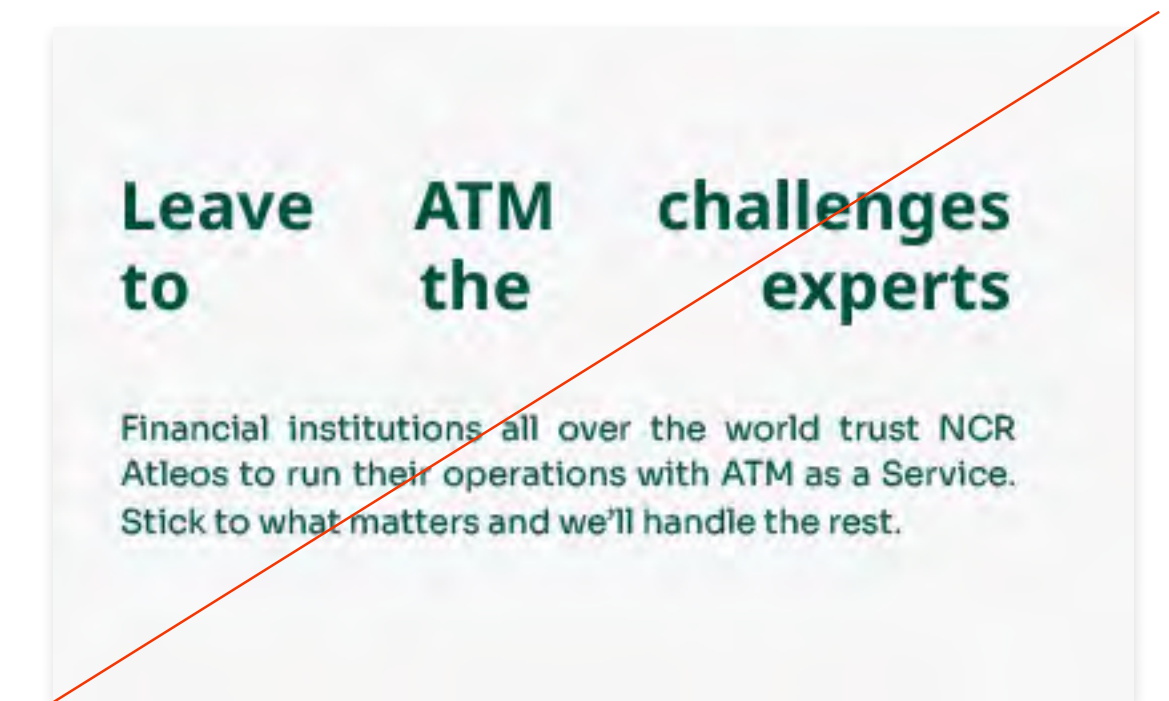 Leave ATM challenges
to the experts
Financial institutions all over the world trust NCR
Atleos to run their operations with ATM as a Service.
Stick to what matters and we’ll handle the rest.